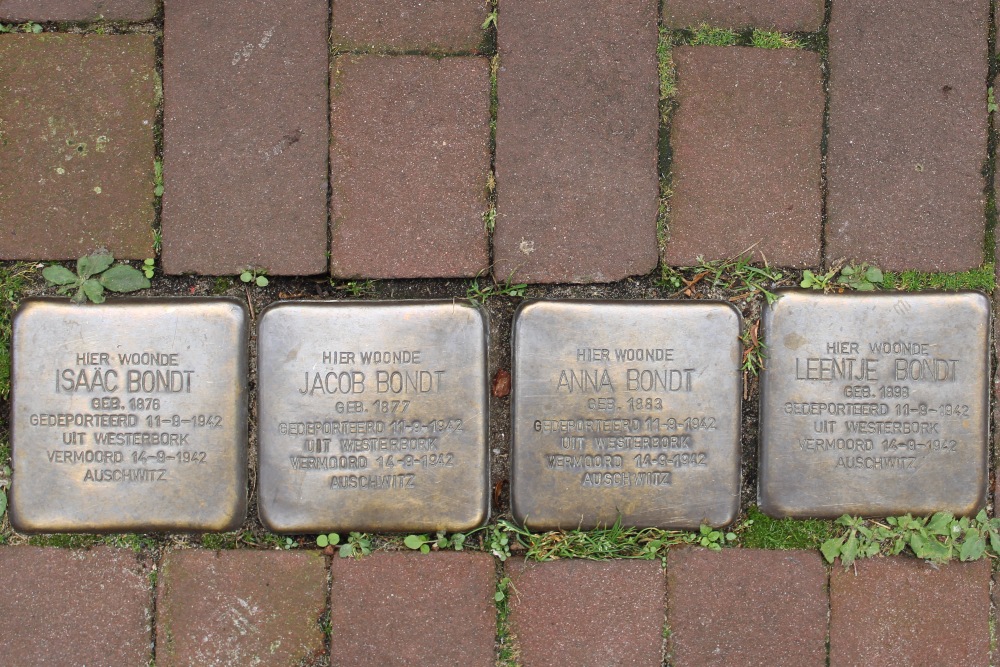 HIER WOONDE
ISAÄC BONDT
GEB. 1876
GEDEPORTEERD 11-9-1942
UIT WESTERBORK
VERMOORD 14-9-1942
AUSCHWITZ
HIER WOONDE
JACOB BONDT
GEB. 1877
GEDEPORTEERD 11-9-1942
UIT WESTERBORK
VERMOORD 14-9-1942
AUSCHWITZ
HIER WOONDE
ANNA BONDT
GEB. 1883
GEDEPORTEERD 11-9-1942
UIT WESTERBORK
VERMOORD 14-9-1942
AUSCHWITZ
HIER WOONDE
LEENTJE BONDT
GEB. 1898
GEDEPORTEERD 11-9-1942
UIT WESTERBORK
VERMOORD 14-9-1942
AUSCHWITZ